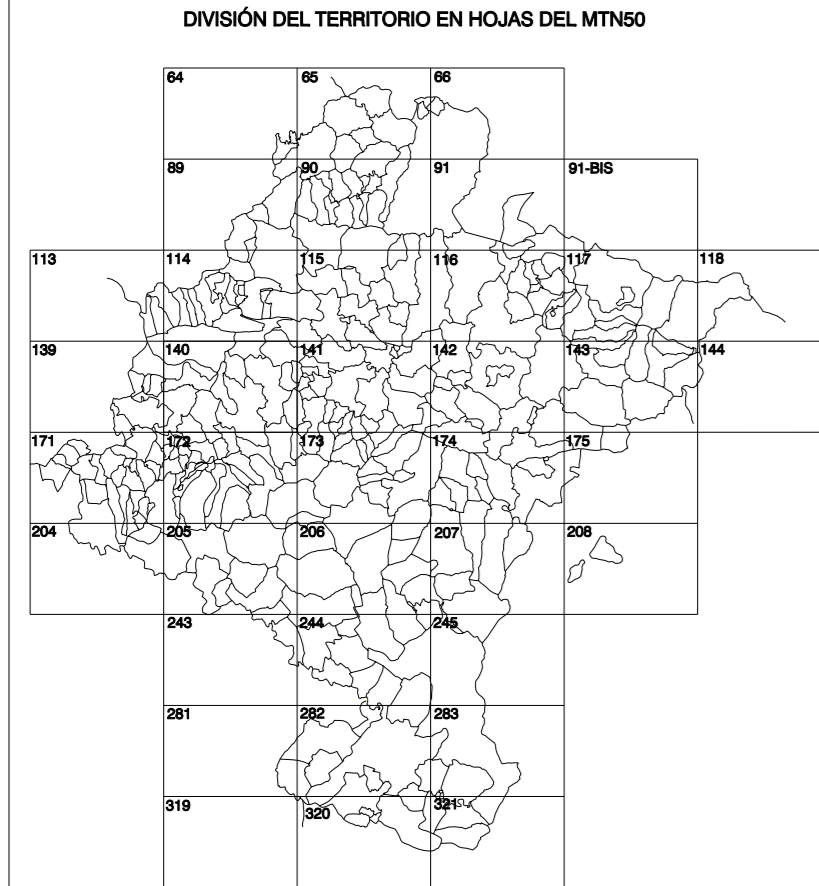 DIVISIÓN DEL TERRITORIO EN HOJAS DEL MTN50
64 65 66
89 90 91 91-BIS
113 114 115 116 117 118
139 140 141 142 143 144
171 172 173 174 175
204 205 206 207 208
243 244 245
281 282 283
319 320 321